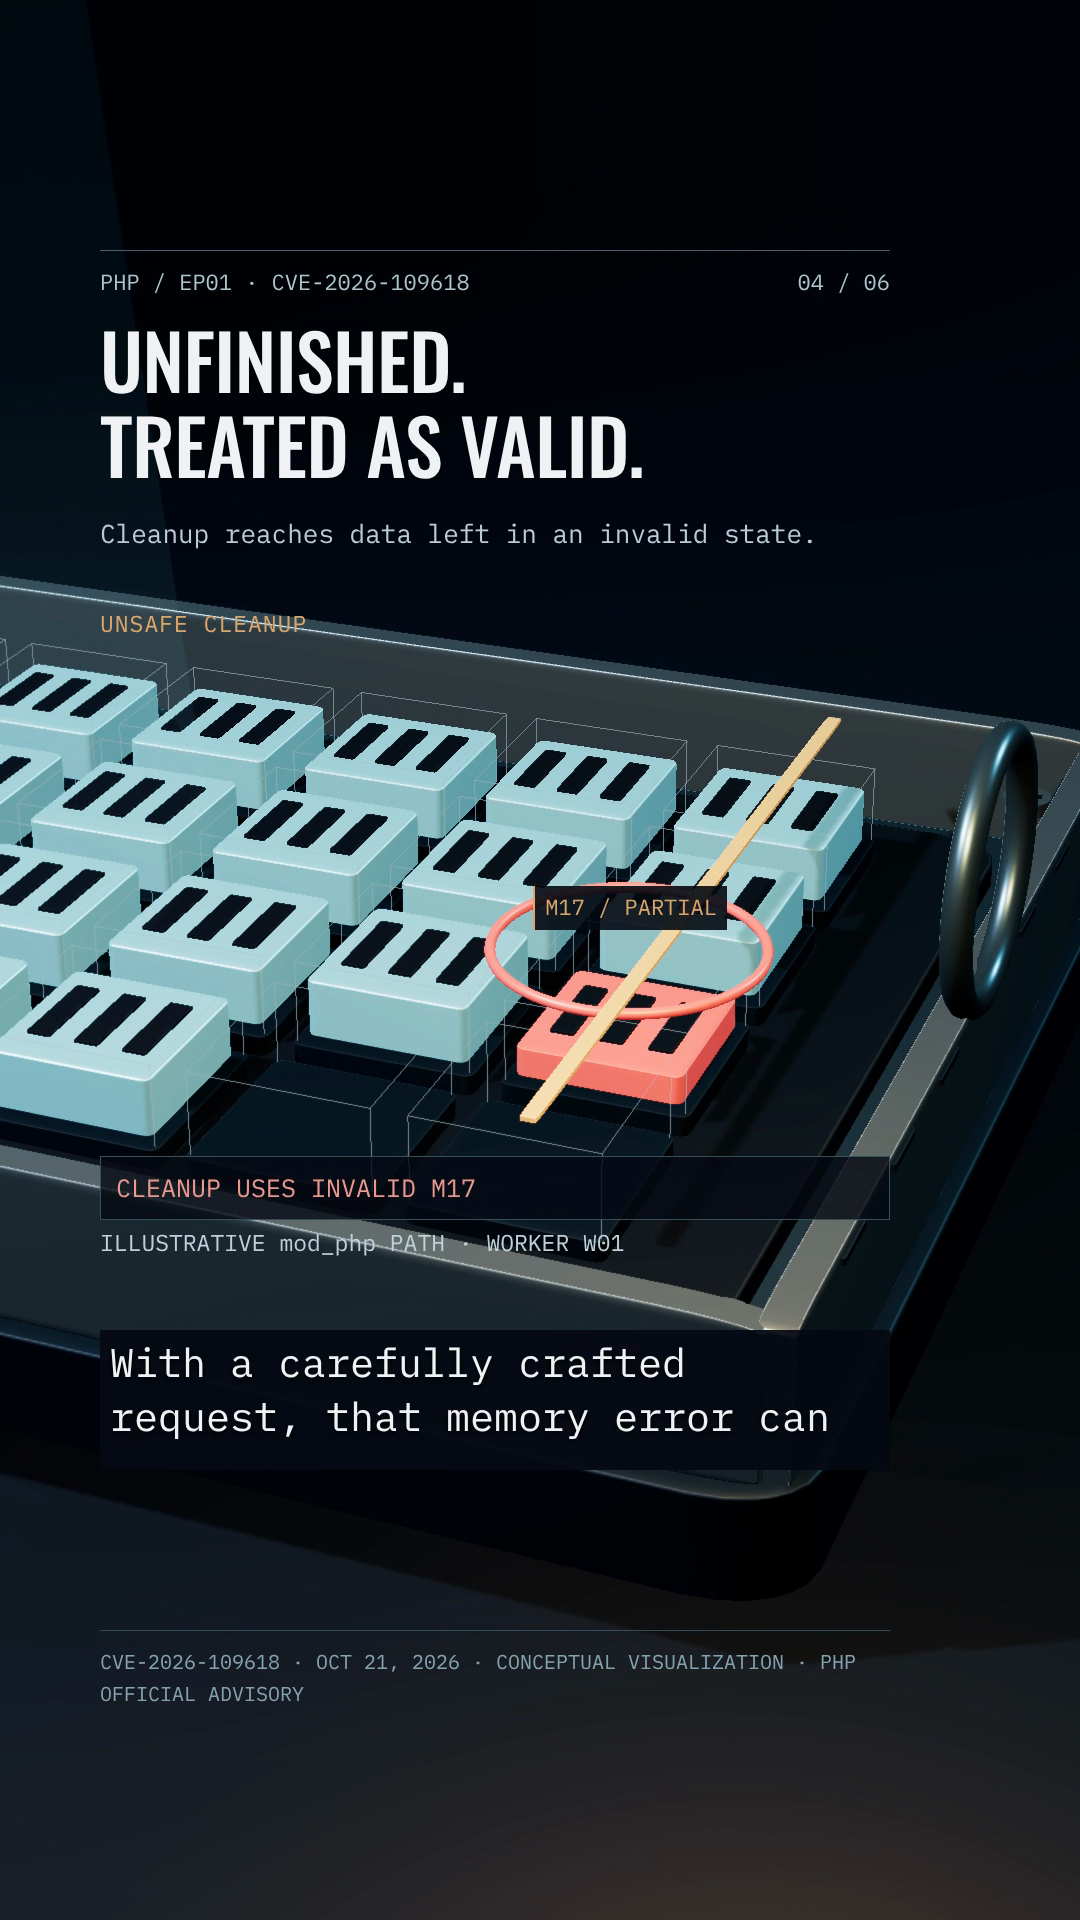 PHP / EP01 · CVE-2026-109618
04 / 06
UNFINISHED.
TREATED AS VALID.
Cleanup reaches data left in an invalid state.
UNSAFE CLEANUP
M17 / PARTIAL
CLEANUP USES INVALID M17
ILLUSTRATIVE mod_php PATH · WORKER W01
With a carefully crafted
request, that memory error can
CVE-2026-109618 · OCT 21, 2026 · CONCEPTUAL VISUALIZATION · PHP
OFFICIAL ADVISORY